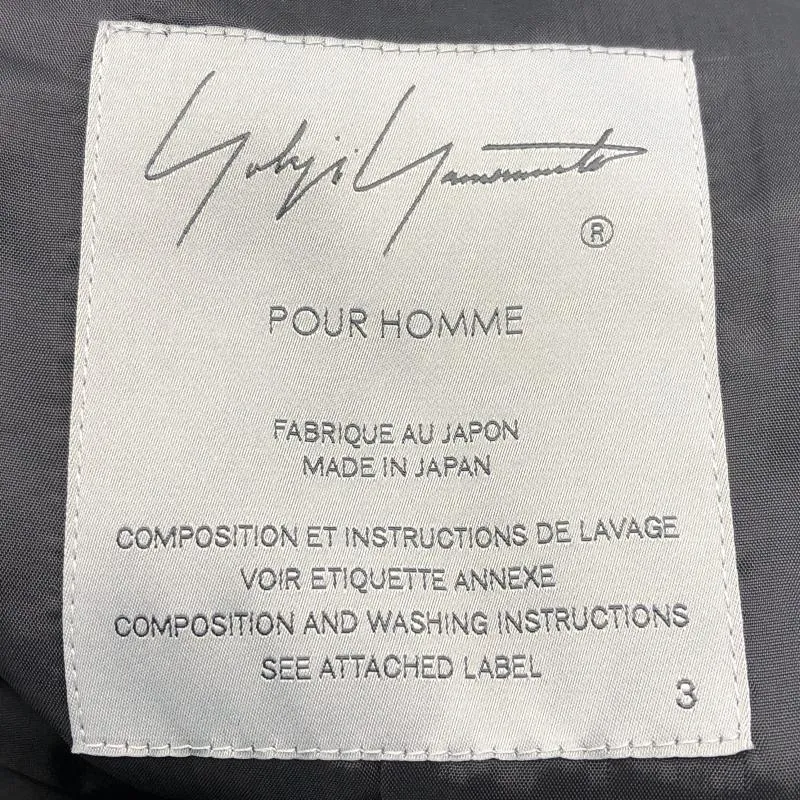 Yohji Yamamoto
®
POUR HOMME
FABRIQUE AU JAPON
MADE IN JAPAN
COMPOSITION ET INSTRUCTIONS DE LAVAGE
VOIR ETIQUETTE ANNEXE
COMPOSITION AND WASHING INSTRUCTIONS
SEE ATTACHED LABEL
3